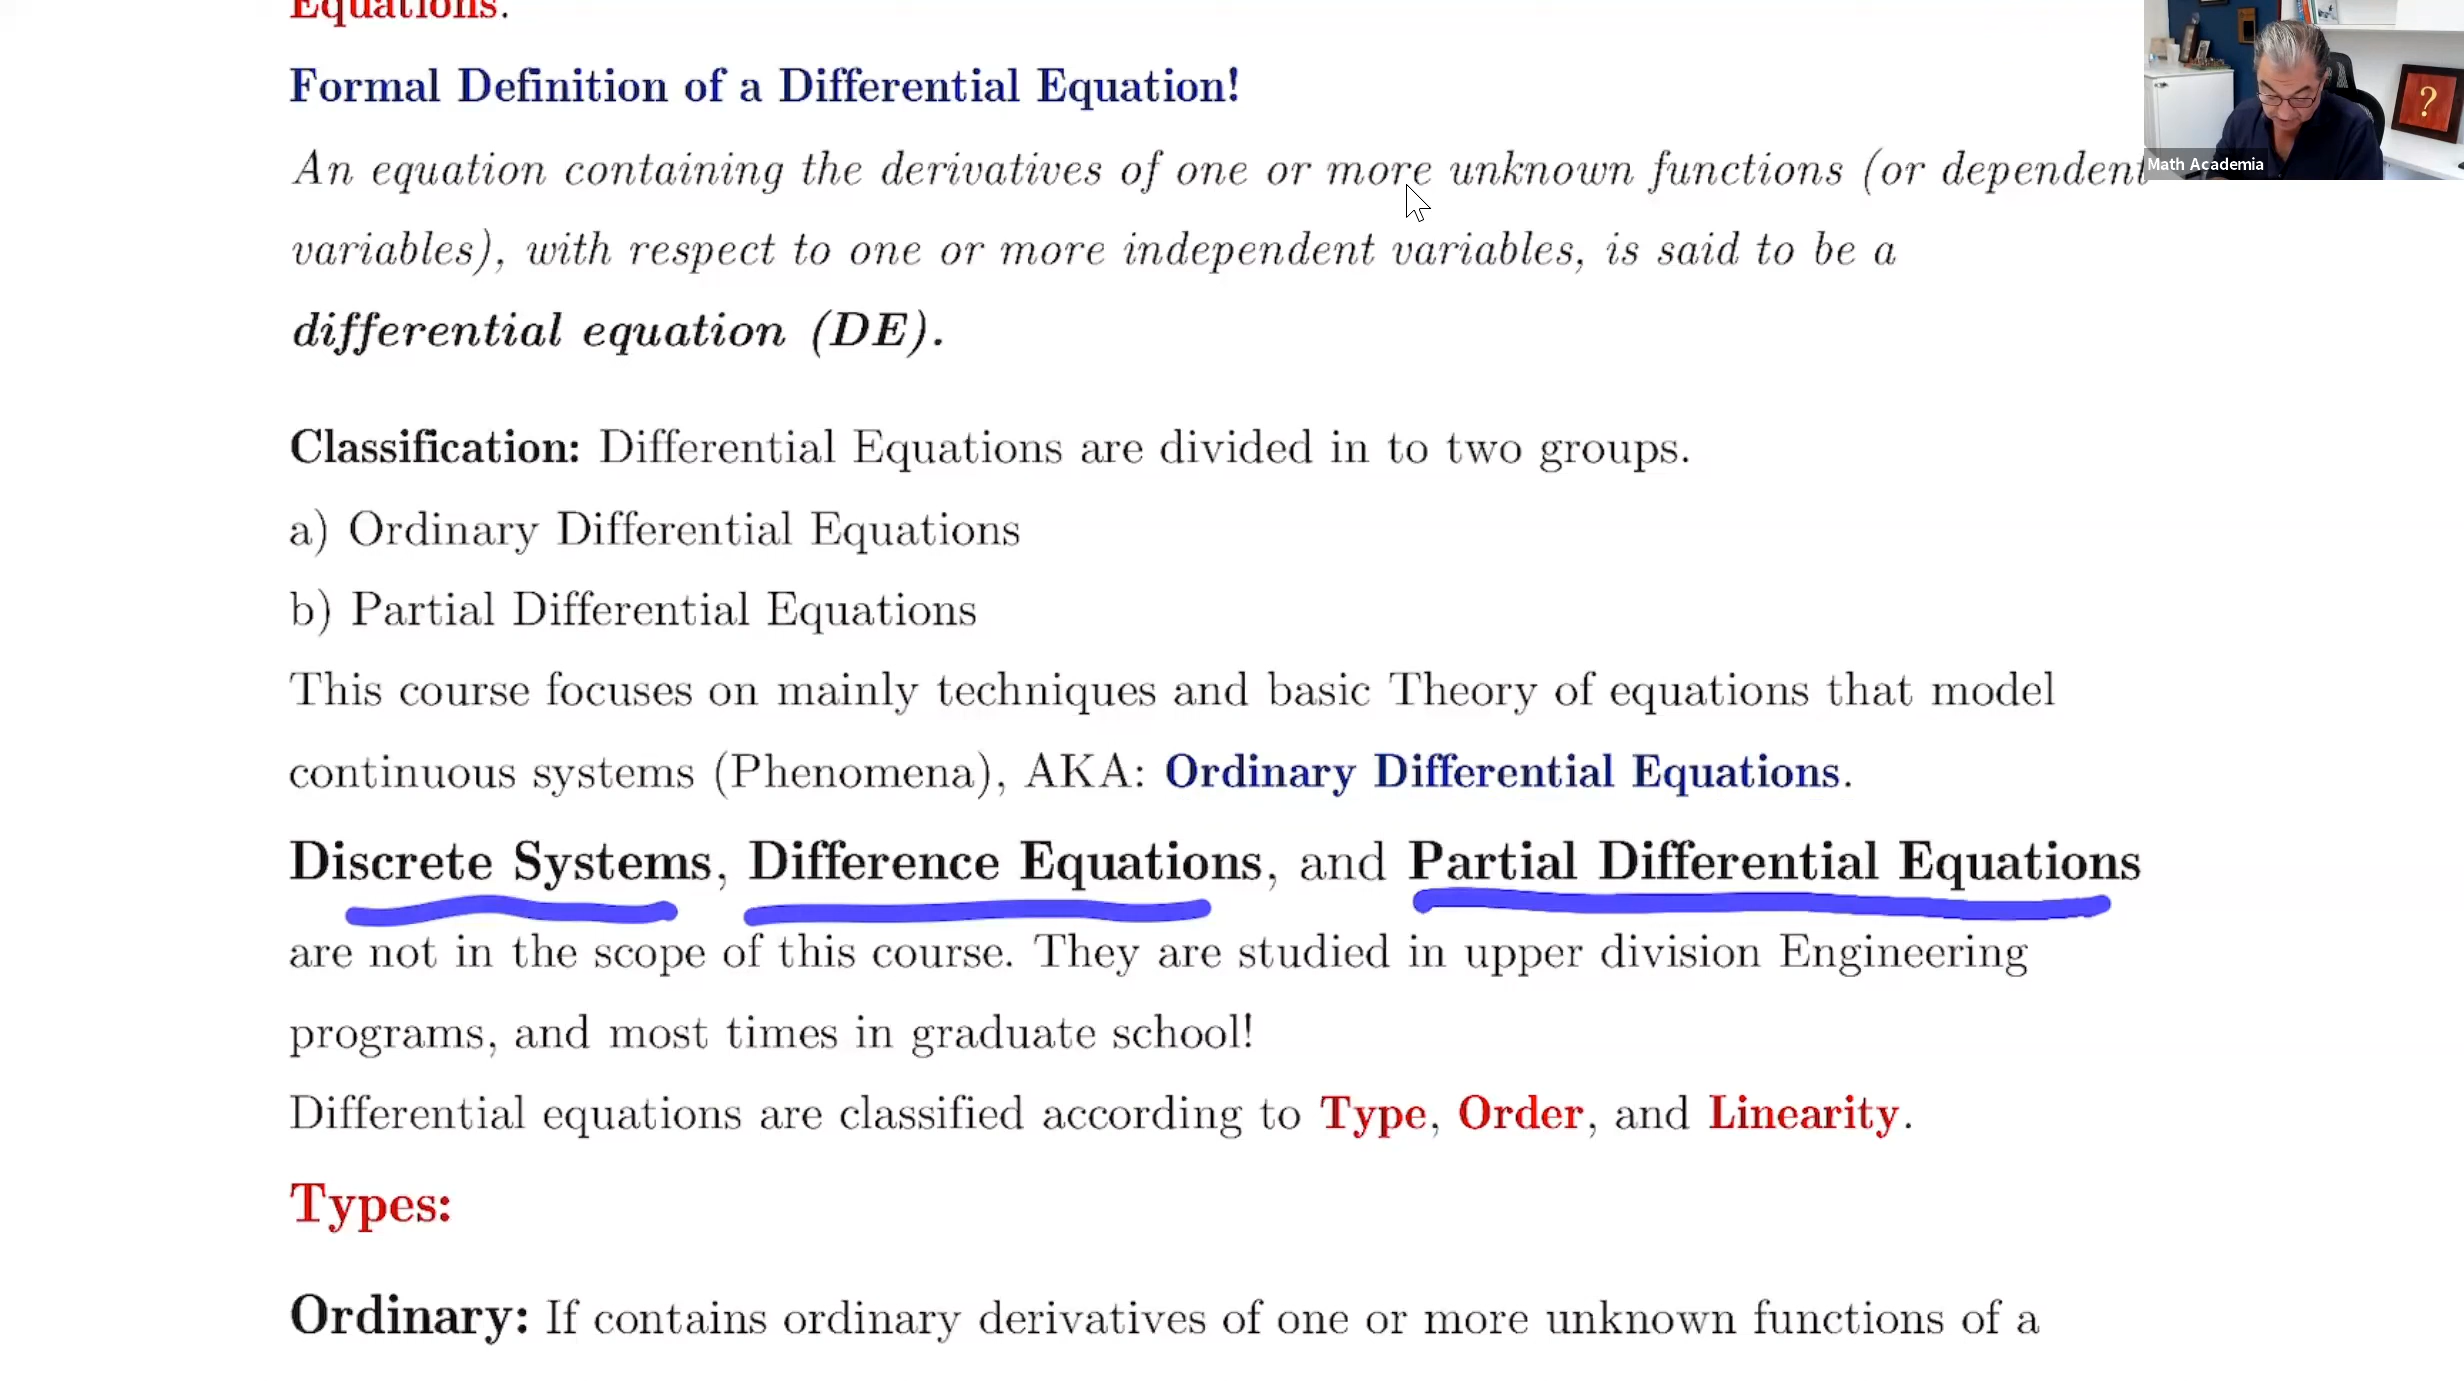 Equations.
Formal Definition of a Differential Equation!
An equation containing the derivatives of one or more unknown functions (or dependent
variables), with respect to one or more independent variables, is said to be a
differential equation (DE).
Classification: Differential Equations are divided in to two groups.
a) Ordinary Differential Equations
b) Partial Differential Equations
This course focuses on mainly techniques and basic Theory of equations that model
continuous systems (Phenomena), AKA: Ordinary Differential Equations.
Discrete Systems, Difference Equations, and Partial Differential Equations
are not in the scope of this course. They are studied in upper division Engineering
programs, and most times in graduate school!
Differential equations are classified according to Type, Order, and Linearity.
Types:
Ordinary: If contains ordinary derivatives of one or more unknown functions of a
?
Math Academia